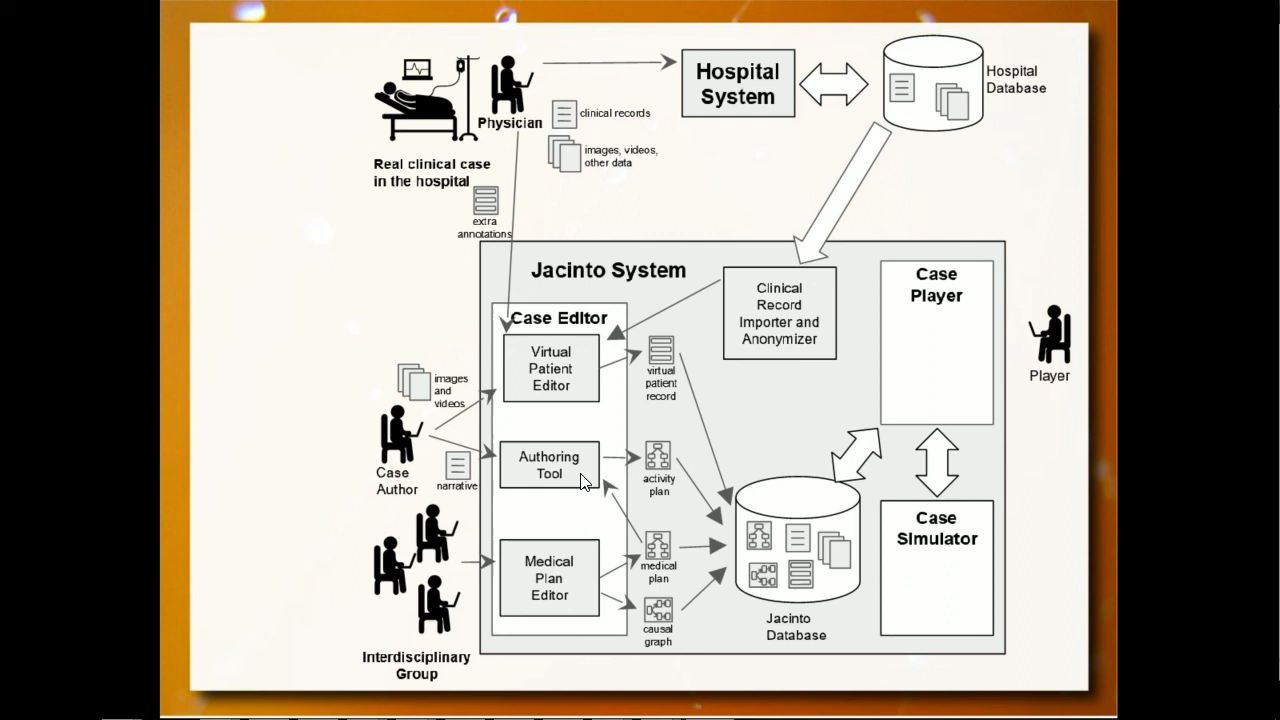 Hospital
System
Hospital
Database
Physician
clinical records
images, videos,
other data
Real clinical case
in the hospital
extra
annotations
Jacinto System
Clinical
Record
Importer and
Anonymizer
Case
Player
Case Editor
Virtual
Patient
Editor
virtual
patient
record
Player
images
and
videos
Case
Author
narrative
Authoring
Tool
activity
plan
Case
Simulator
Medical
Plan
Editor
medical
plan
causal
graph
Jacinto
Database
Interdisciplinary
Group